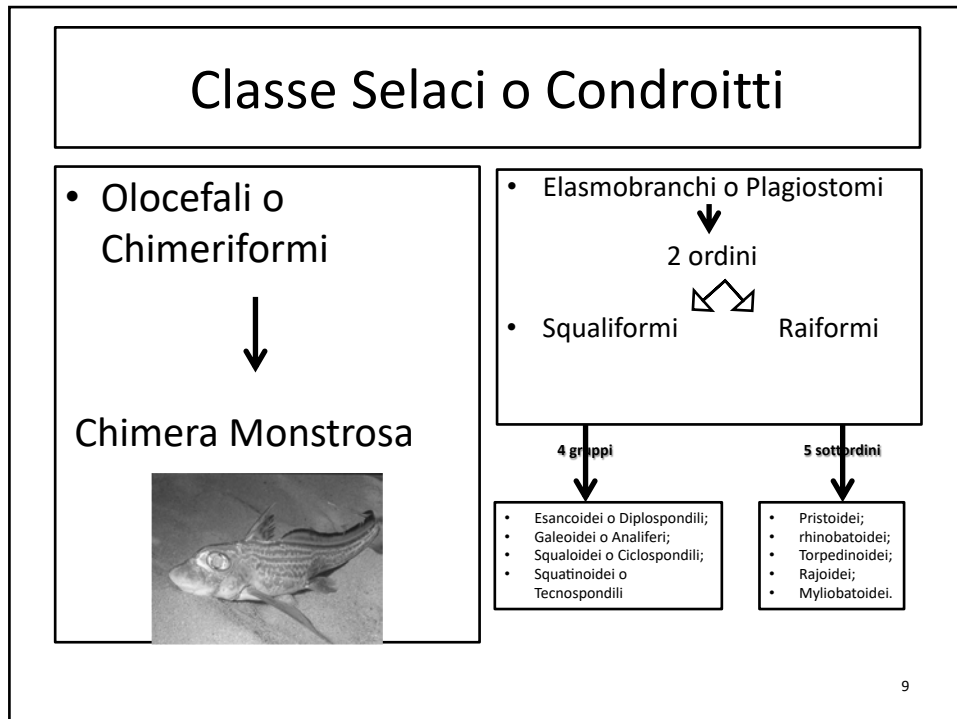 Classe Selaci o Condroitti
• Olocefali o
Chimeriformi
Chimera Monstrosa
• Elasmobranchi o Plagiostomi
2 ordini
• Squaliformi Raiformi
4 gruppi
• Esancoidei o Diplospondili;
• Galeoidei o Analiferi;
• Squaloidei o Ciclospondili;
• Squatinoidei o
Tecnospondili
5 sottordini
• Pristoidei;
• rhinobatoidei;
• Torpedinoidei;
• Rajoidei;
• Myliobatoidei.
9